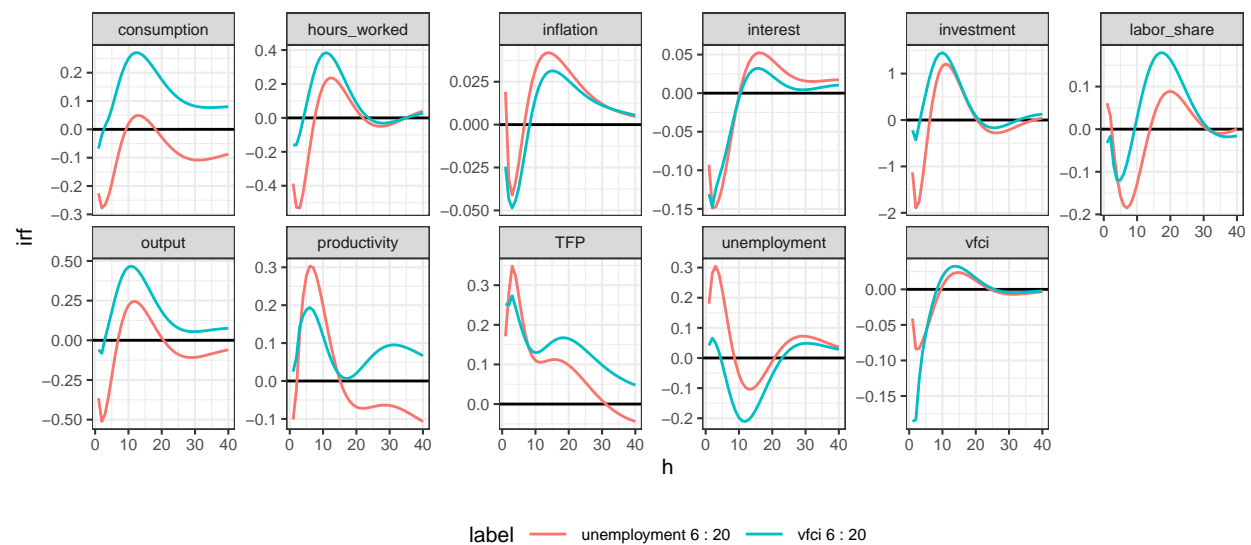 consumption hours_worked inflation interest investment labor_share
0.2 0.1 0.0 −0.1 −0.2 −0.3
0.4 0.2 0.0 −0.2 −0.4
0.025 0.000 −0.025 −0.050
0.05 0.00 −0.05 −0.10 −0.15
1 0 −1 −2
0.1 0.0 −0.1 −0.2
0 10 20 30 40
irf
output productivity TFP unemployment vfci
0.50 0.25 0.00 −0.25 −0.50
0.3 0.2 0.1 0.0 −0.1
0.3 0.2 0.1 0.0
0.3 0.2 0.1 0.0 −0.1 −0.2
0.00 −0.05 −0.10 −0.15
0 10 20 30 40 0 10 20 30 40 0 10 20 30 40 0 10 20 30 40 0 10 20 30 40
h
label unemployment 6 : 20 vfci 6 : 20